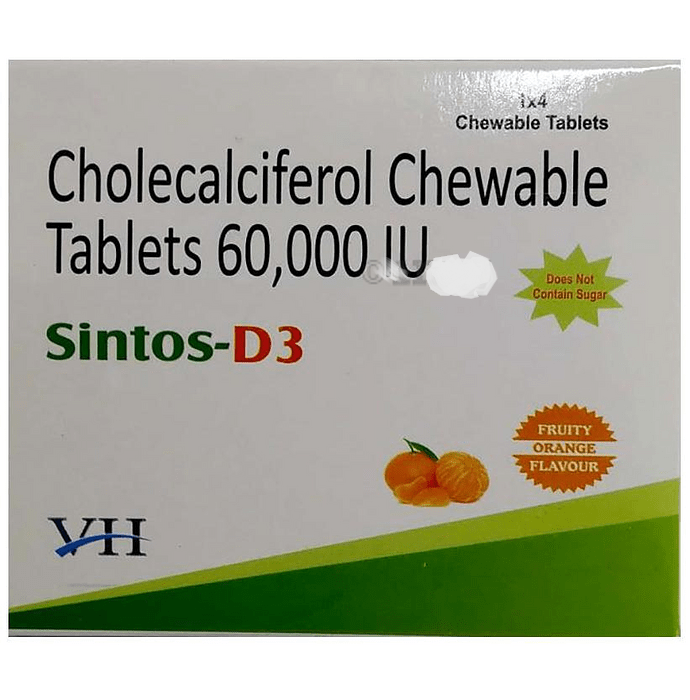 1x4
Chewable Tablets
Cholecalciferol Chewable
Tablets 60,000 IU
Does Not
Contain Sugar
Sintos-D3
FRUITY
ORANGE
FLAVOUR
VH